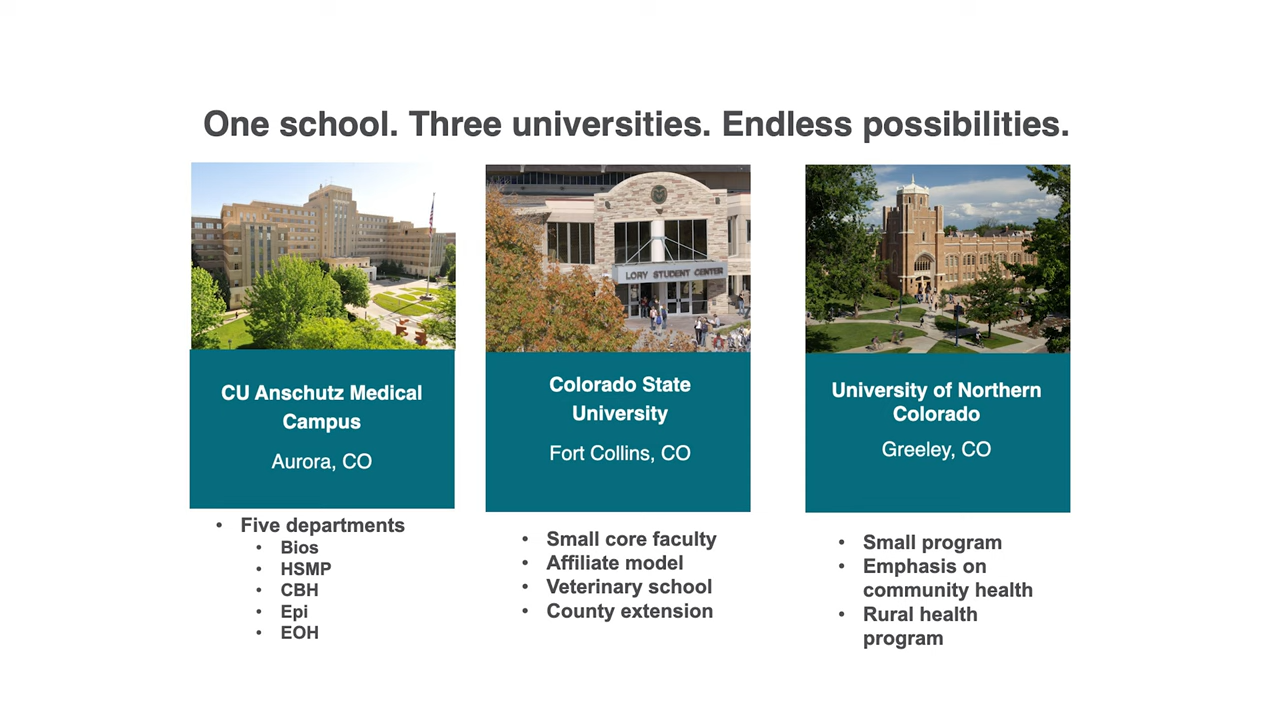 One school. Three universities. Endless possibilities.
LORY STUDENT CENTER
CU Anschutz Medical
Campus
Aurora, CO
Colorado State
University
Fort Collins, CO
University of Northern
Colorado
Greeley, CO
• Five departments
• Bios
• HSMP
• CBH
• Epi
• EOH
• Small core faculty
• Affiliate model
• Veterinary school
• County extension
• Small program
• Emphasis on
community health
• Rural health
program